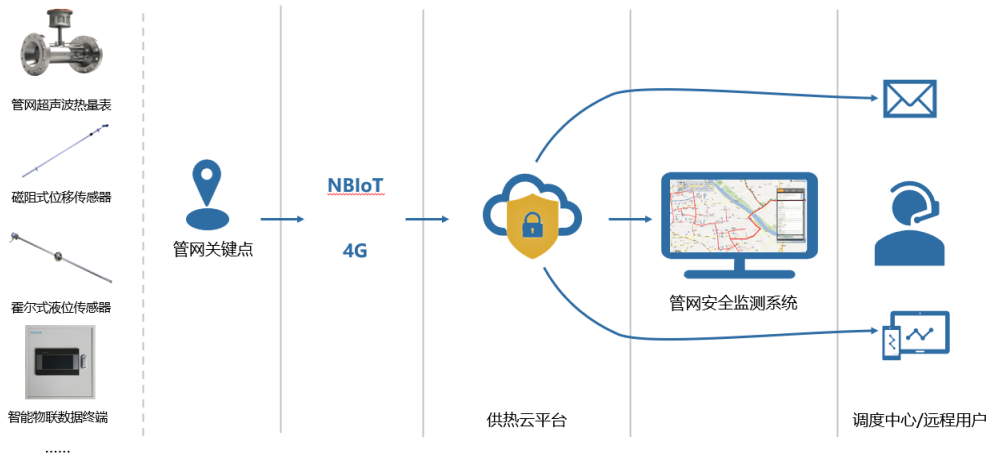 管网超声波热量表
磁阻式位移传感器
霍尔式液位传感器
智能物联数据终端
......
管网关键点
NBIoT
4G
供热云平台
管网安全监测系统
调度中心/远程用户